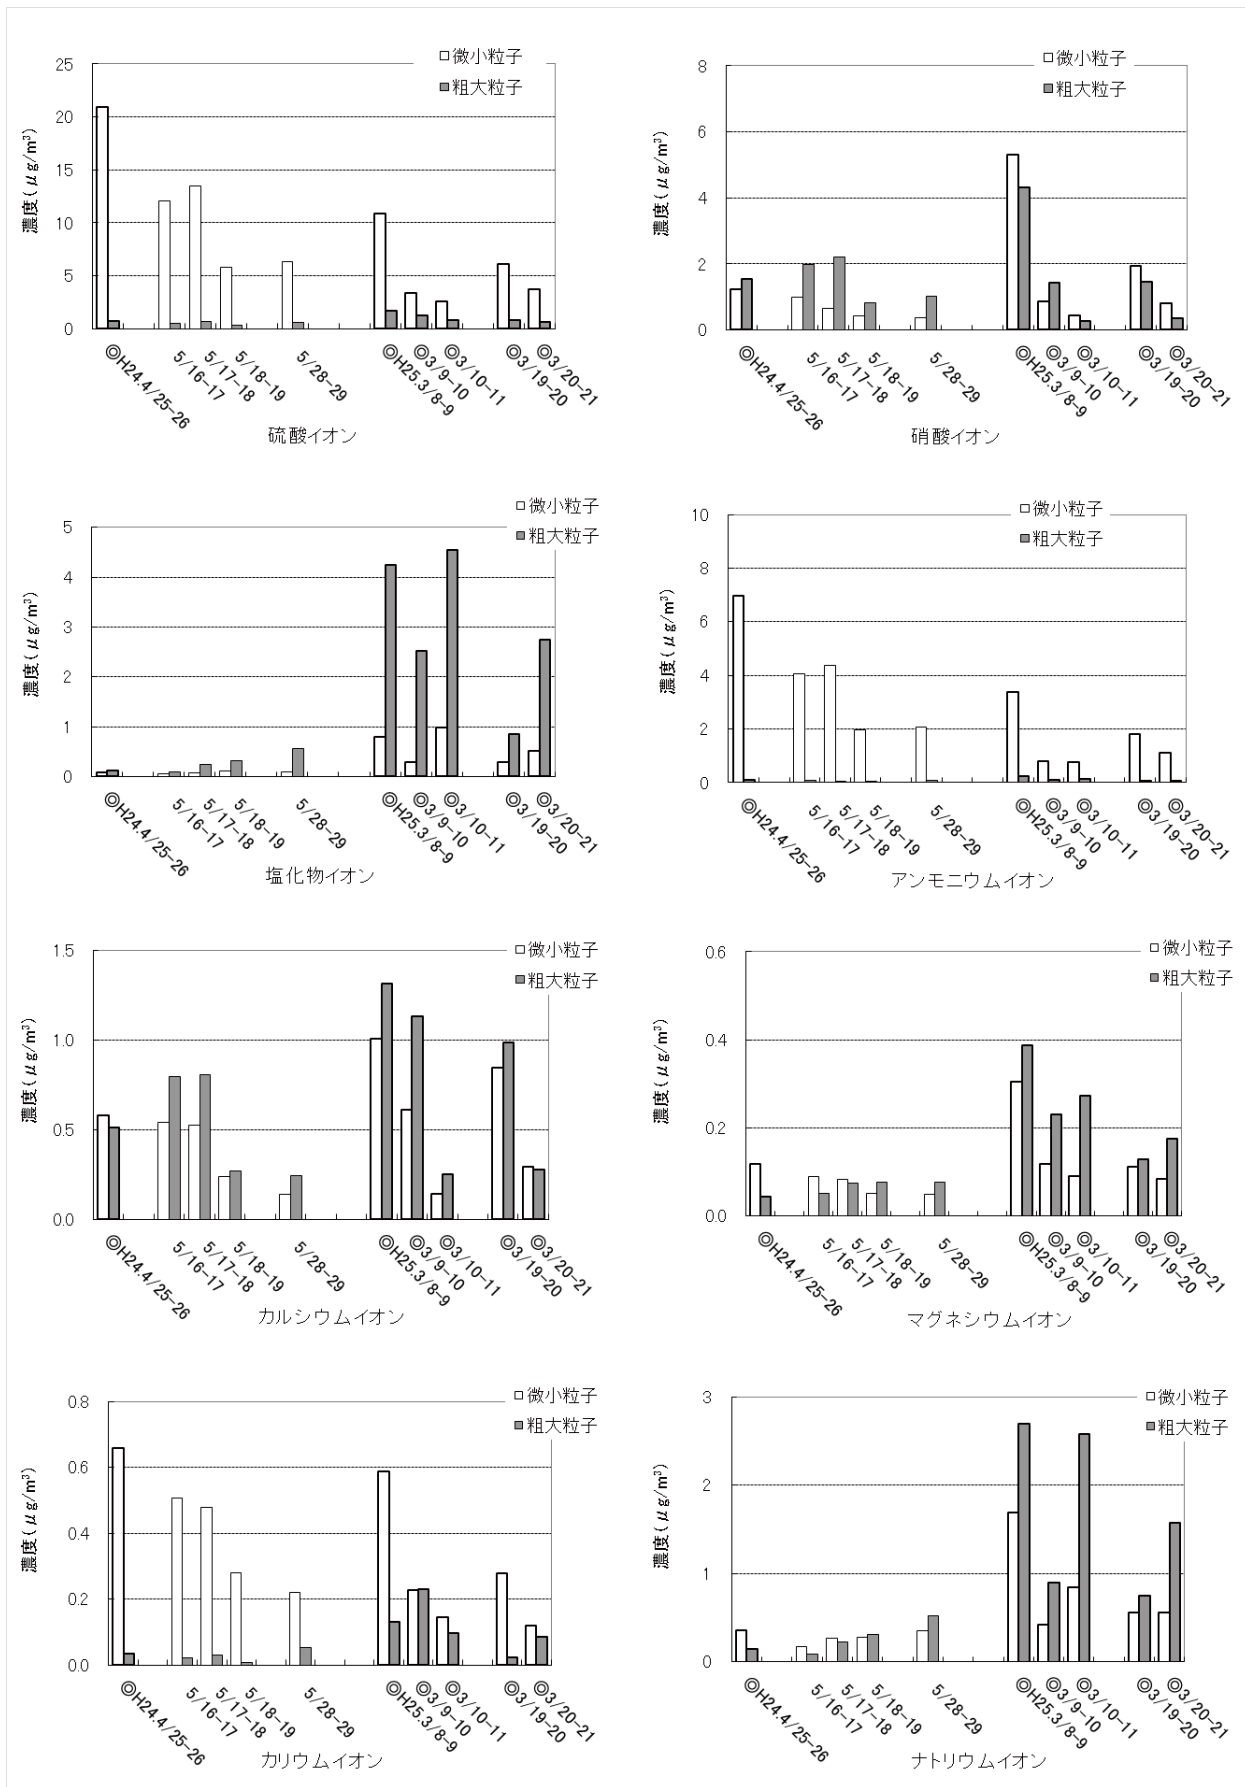 微小粒子
粗大粒子
濃度(μg/m³)
25
20
15
10
5
0
◎H24.4/25-26
5/16-17
5/17-18
5/18-19
5/28-29
◎H25.3/8-9
◎3/9-10
◎3/10-11
◎3/19-20
◎3/20-21
硫酸イオン
微小粒子
粗大粒子
濃度(μg/m³)
8
6
4
2
0
◎H24.4/25-26
5/16-17
5/17-18
5/18-19
5/28-29
◎H25.3/8-9
◎3/9-10
◎3/10-11
◎3/19-20
◎3/20-21
硝酸イオン
微小粒子
粗大粒子
濃度(μg/m³)
5
4
3
2
1
0
◎H24.4/25-26
5/16-17
5/17-18
5/18-19
5/28-29
◎H25.3/8-9
◎3/9-10
◎3/10-11
◎3/19-20
◎3/20-21
塩化物イオン
微小粒子
粗大粒子
濃度(μg/m³)
10
8
6
4
2
0
◎H24.4/25-26
5/16-17
5/17-18
5/18-19
5/28-29
◎H25.3/8-9
◎3/9-10
◎3/10-11
◎3/19-20
◎3/20-21
アンモニウムイオン
微小粒子
粗大粒子
濃度(μg/m³)
1.5
1.0
0.5
0.0
◎H24.4/25-26
5/16-17
5/17-18
5/18-19
5/28-29
◎H25.3/8-9
◎3/9-10
◎3/10-11
◎3/19-20
◎3/20-21
カルシウムイオン
微小粒子
粗大粒子
濃度(μg/m³)
0.6
0.4
0.2
0.0
◎H24.4/25-26
5/16-17
5/17-18
5/18-19
5/28-29
◎H25.3/8-9
◎3/9-10
◎3/10-11
◎3/19-20
◎3/20-21
マグネシウムイオン
微小粒子
粗大粒子
濃度(μg/m³)
0.8
0.6
0.4
0.2
0.0
◎H24.4/25-26
5/16-17
5/17-18
5/18-19
5/28-29
◎H25.3/8-9
◎3/9-10
◎3/10-11
◎3/19-20
◎3/20-21
カリウムイオン
微小粒子
粗大粒子
濃度(μg/m³)
3
2
1
0
◎H24.4/25-26
5/16-17
5/17-18
5/18-19
5/28-29
◎H25.3/8-9
◎3/9-10
◎3/10-11
◎3/19-20
◎3/20-21
ナトリウムイオン